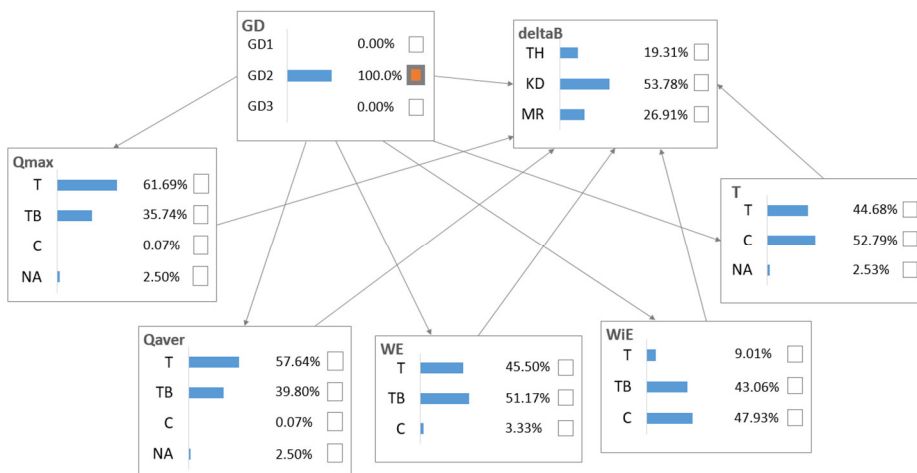 GD
GD1 0.00%
GD2 100.0%
GD3 0.00%
deltaB
TH 19.31%
KD 53.78%
MR 26.91%
Qmax
T 61.69%
TB 35.74%
C 0.07%
NA 2.50%
T
T 44.68%
C 52.79%
NA 2.53%
Qaver
T 57.64%
TB 39.80%
C 0.07%
NA 2.50%
WE
T 45.50%
TB 51.17%
C 3.33%
WiE
T 9.01%
TB 43.06%
C 47.93%